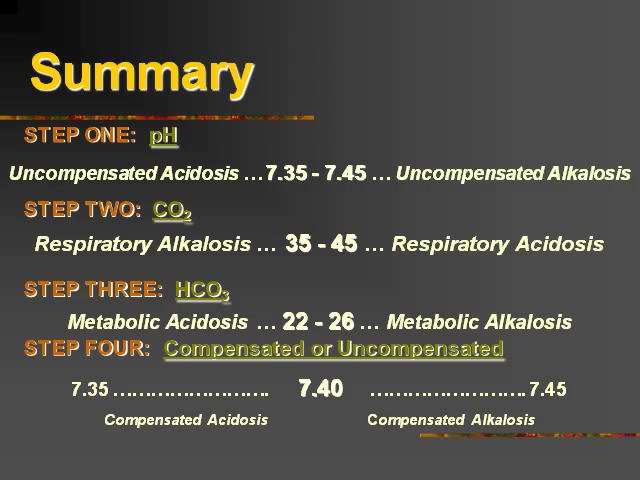 Summary
STEP ONE: pH
Uncompensated Acidosis … 7.35 - 7.45 … Uncompensated Alkalosis
STEP TWO: CO₂
Respiratory Alkalosis … 35 - 45 … Respiratory Acidosis
STEP THREE: HCO₃
Metabolic Acidosis … 22 - 26 … Metabolic Alkalosis
STEP FOUR: Compensated or Uncompensated
7.35 ……………………. 7.40 ……………………. 7.45
Compensated Acidosis Compensated Alkalosis